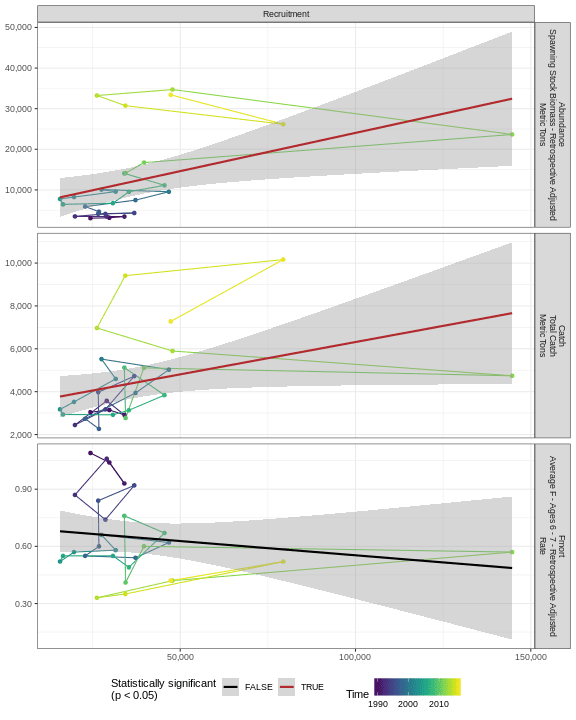 Recruitment
50,000
40,000
30,000
20,000
10,000
Abundance
Spawning Stock Biomass - Retrospective Adjusted
Metric Tons
10,000
8,000
6,000
4,000
2,000
Catch
Total Catch
Metric Tons
0.90
0.60
0.30
Fmort
Average F - Ages 6 - 7 - Retrospective Adjusted
Rate
50,000
100,000
150,000
Statistically significant
(p < 0.05)
FALSE
TRUE
Time
1990
2000
2010